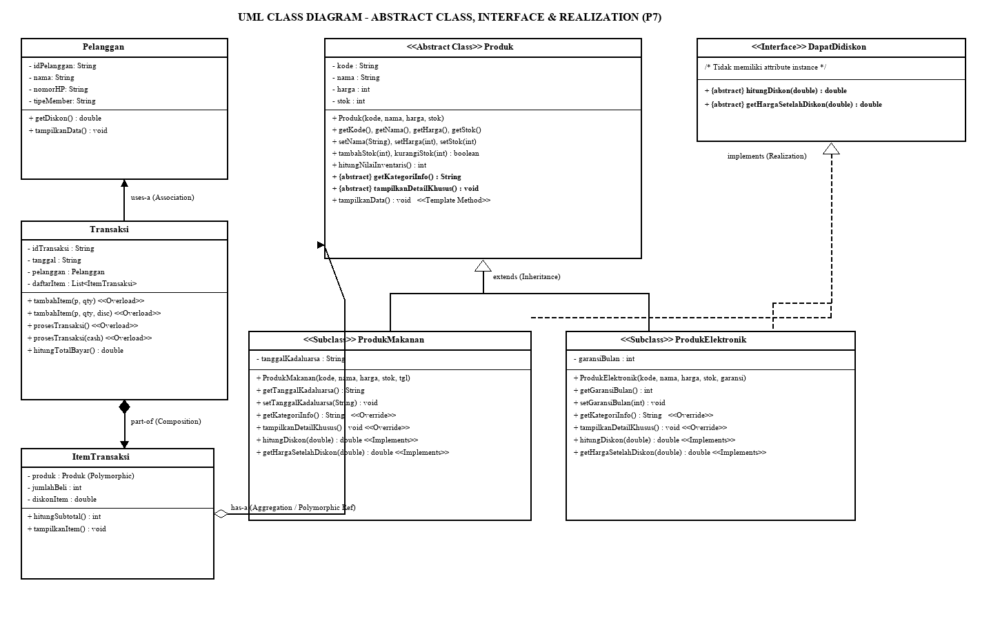 UML CLASS DIAGRAM - ABSTRACT CLASS, INTERFACE & REALIZATION (P7)
Pelanggan
- idPelanggan: String
- nama: String
- nomorHP: String
- tipeMember: String
+ getDiskon() : double
+ tampilkanData() : void
uses-a (Association)
Transaksi
- idTransaksi : String
- tanggal : String
- pelanggan : Pelanggan
- daftarItem : List<ItemTransaksi>
+ tambahItem(p, qty) <<Overload>>
+ tambahItem(p, qty, disc) <<Overload>>
+ prosesTransaksi() <<Overload>>
+ prosesTransaksi(cash) <<Overload>>
+ hitungTotalBayar() : double
part-of (Composition)
ItemTransaksi
- produk : Produk (Polymorphic)
- jumlahBeli : int
- diskonItem : double
+ hitungSubtotal() : int
+ tampilkanItem() : void
has-a (Aggregation / Polymorphic Ref)
<<Abstract Class>> Produk
- kode : String
- nama : String
- harga : int
- stok : int
+ Produk(kode, nama, harga, stok)
+ getKode(), getNama(), getHarga(), getStok()
+ setNama(String), setHarga(int), setStok(int)
+ tambahStok(int), kurangiStok(int) : boolean
+ hitungNilaiInventaris() : int
+ {abstract} getKategoriInfo() : String
+ {abstract} tampilkanDetailKhusus() : void
+ tampilkanData() : void <<Template Method>>
extends (Inheritance)
<<Interface>> DapatDidiskon
/* Tidak memiliki attribute instance */
+ {abstract} hitungDiskon(double) : double
+ {abstract} getHargaSetelahDiskon(double) : double
implements (Realization)
<<Subclass>> ProdukMakanan
- tanggalKadaluarsa : String
+ ProdukMakanan(kode, nama, harga, stok, tgl)
+ getTanggalKadaluarsa() : String
+ setTanggalKadaluarsa(String) : void
+ getKategoriInfo() : String <<Override>>
+ tampilkanDetailKhusus() : void <<Override>>
+ hitungDiskon(double) : double <<Implements>>
+ getHargaSetelahDiskon(double) : double <<Implements>>
<<Subclass>> ProdukElektronik
- garansiBulan : int
+ ProdukElektronik(kode, nama, harga, stok, garansi)
+ getGaransiBulan() : int
+ setGaransiBulan(int) : void
+ getKategoriInfo() : String <<Override>>
+ tampilkanDetailKhusus() : void <<Override>>
+ hitungDiskon(double) : double <<Implements>>
+ getHargaSetelahDiskon(double) : double <<Implements>>